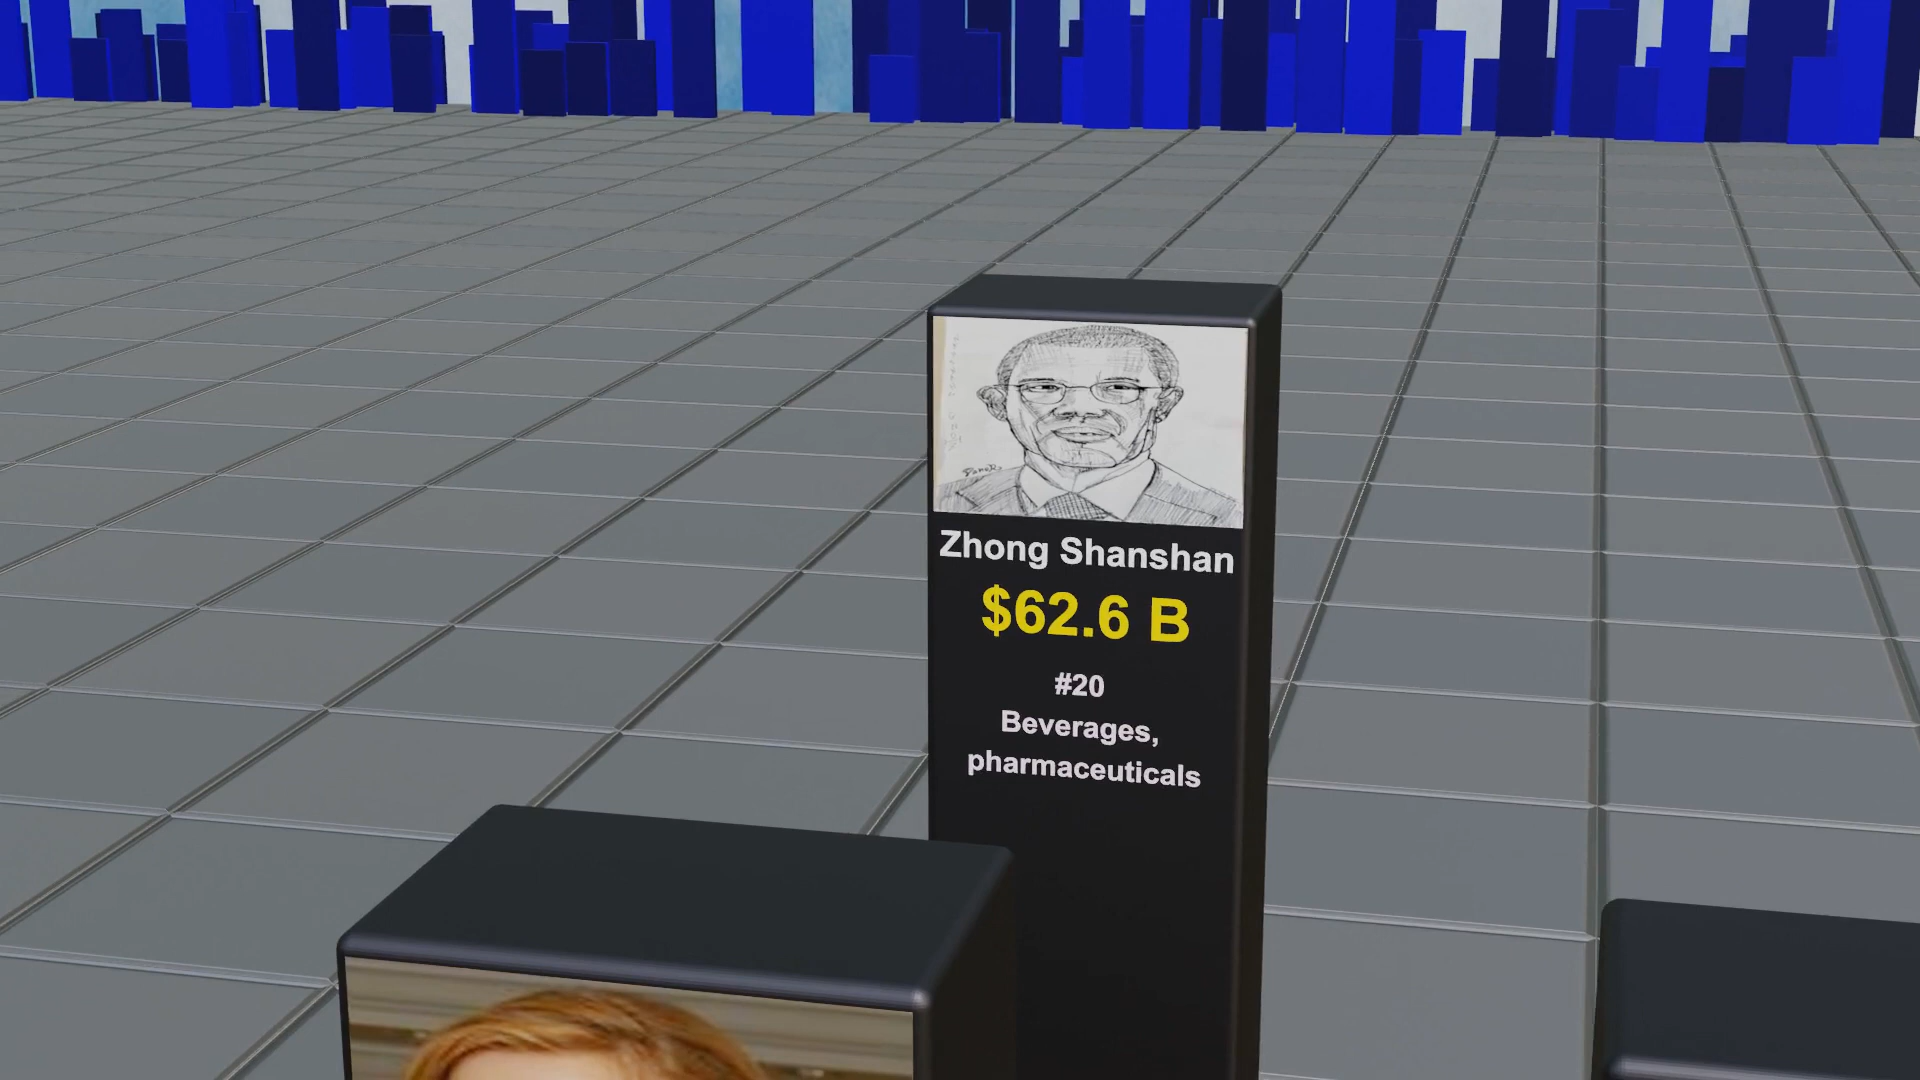 Zhong Shanshan
$62.6 B
#20
Beverages,
pharmaceuticals